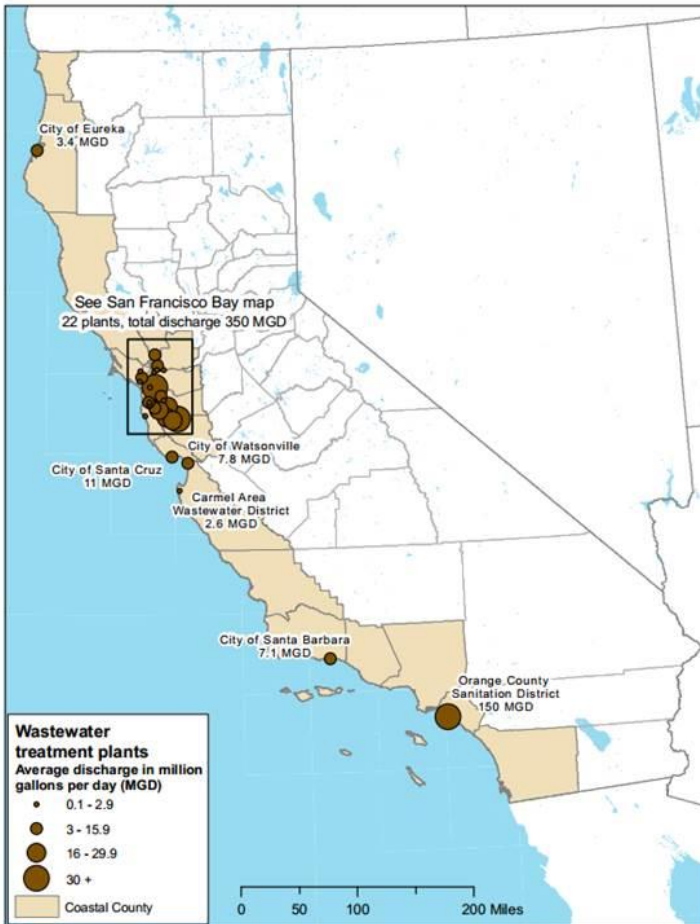 City of Eureka
3.4 MGD
See San Francisco Bay map
22 plants, total discharge 350 MGD
City of Watsonville
7.8 MGD
City of Santa Cruz
11 MGD
Carmel Area
Wastewater District
2.6 MGD
City of Santa Barbara
7.1 MGD
Orange County
Sanitation District
150 MGD
Wastewater
treatment plants
Average discharge in million
gallons per day (MGD)
0.1 - 2.9
3 - 15.9
16 - 29.9
30 +
Coastal County
0 50 100 200 Miles